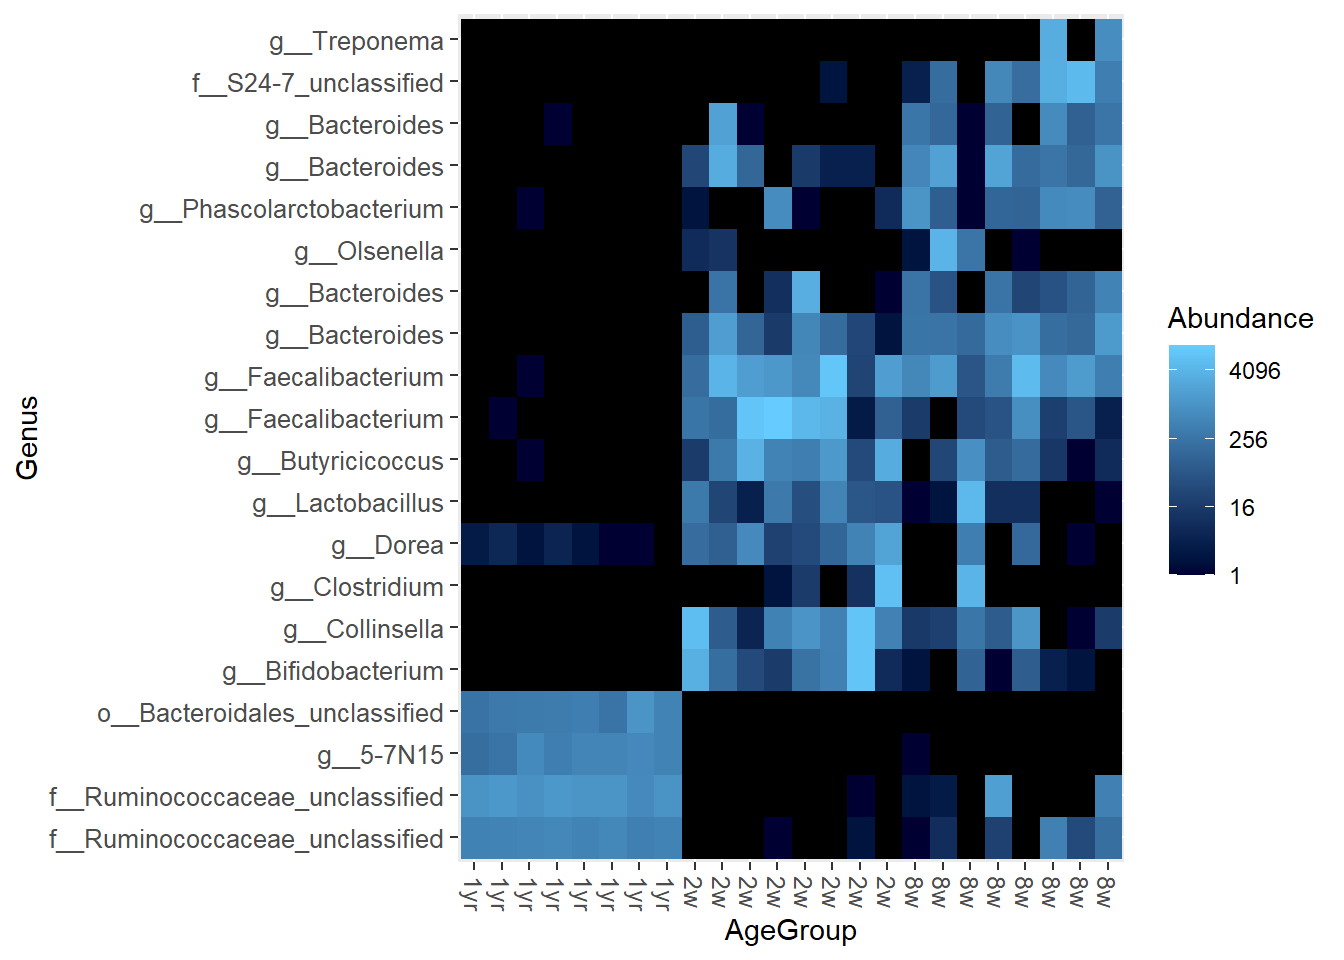 g__Treponema
f__S24-7_unclassified
g__Bacteroides
g__Bacteroides
g__Phascolarctobacterium
g__Olsenella
g__Bacteroides
g__Bacteroides
g__Faecalibacterium
g__Faecalibacterium
g__Butyricicoccus
g__Lactobacillus
g__Dorea
g__Clostridium
g__Collinsella
g__Bifidobacterium
o__Bacteroidales_unclassified
g__5-7N15
f__Ruminococcaceae_unclassified
f__Ruminococcaceae_unclassified
Genus
1yr 1yr 1yr 1yr 1yr 1yr 1yr 1yr 2w 2w 2w 2w 2w 2w 2w 2w 8w 8w 8w 8w 8w 8w 8w 8w
AgeGroup
Abundance
4096
256
16
1